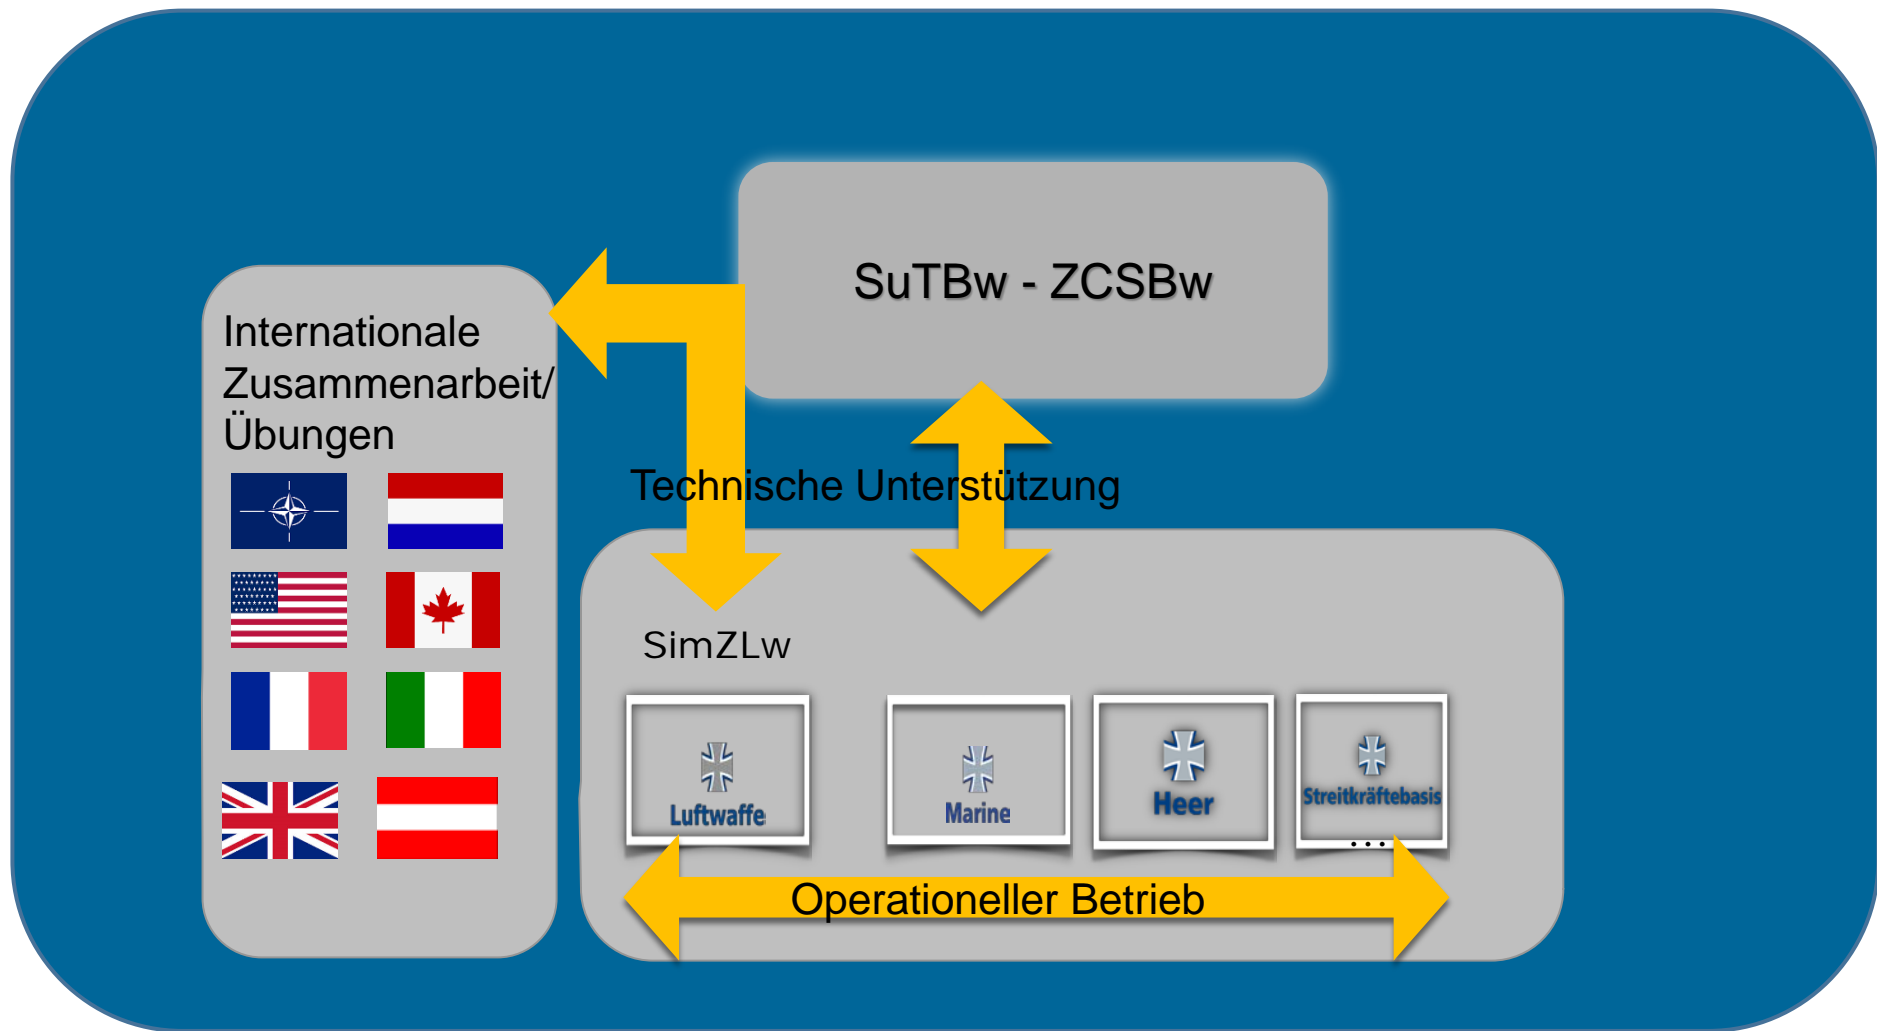 SuTBw - ZCSBw
Internationale
Zusammenarbeit/
Übungen
Technische Unterstützung
SimZLw
Luftwaffe
Marine
Heer
Streitkräftebasis
...
Operationeller Betrieb